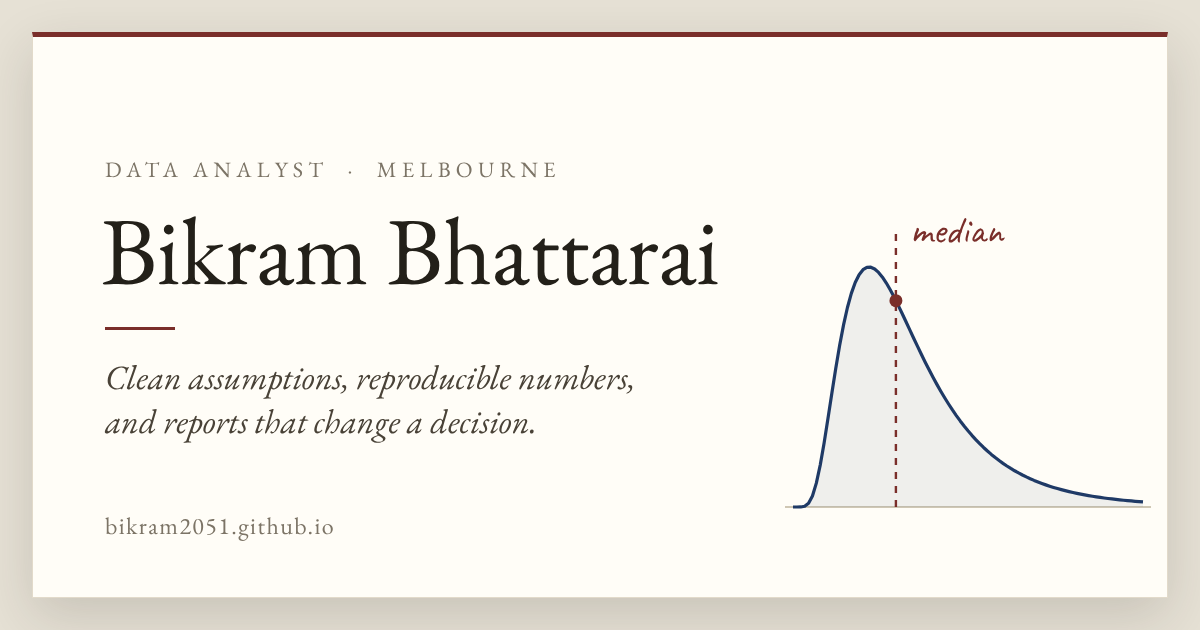 DATA ANALYST · MELBOURNE
Bikram Bhattarai
median
Clean assumptions, reproducible numbers,
and reports that change a decision.
bikram2051.github.io